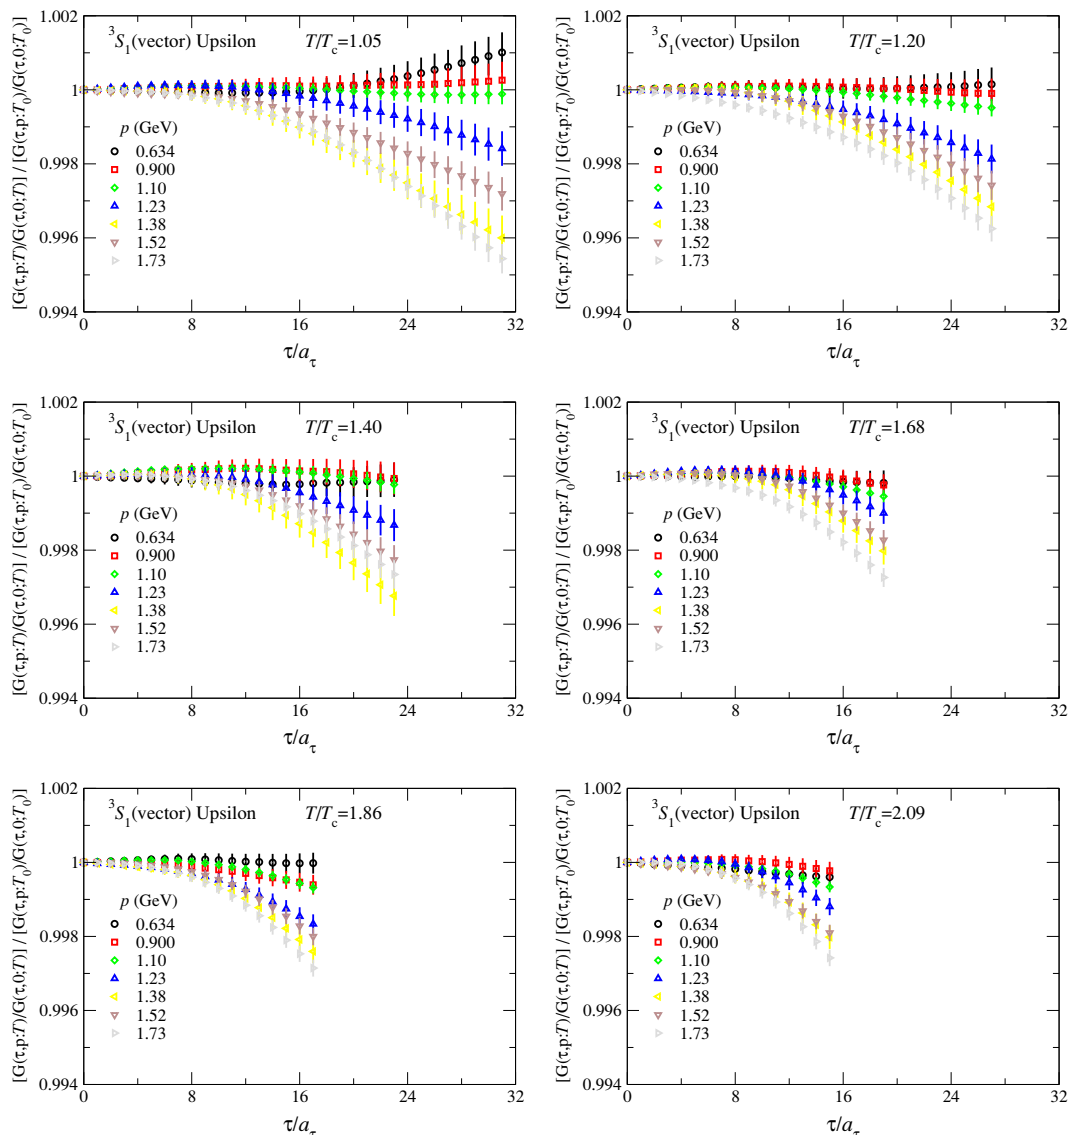 [G(τ,p:T)/G(τ,0;T)] / [G(τ,p:T₀)/G(τ,0;T₀)]
1.002
1
0.998
0.996
0.994
³S₁(vector) Upsilon T/T_c=1.05
p (GeV)
0.634
0.900
1.10
1.23
1.38
1.52
1.73
0 8 16 24 32
τ/a_τ
[G(τ,p:T)/G(τ,0;T)] / [G(τ,p:T₀)/G(τ,0;T₀)]
1.002
1
0.998
0.996
0.994
³S₁(vector) Upsilon T/T_c=1.20
p (GeV)
0.634
0.900
1.10
1.23
1.38
1.52
1.73
0 8 16 24 32
τ/a_τ
[G(τ,p:T)/G(τ,0;T)] / [G(τ,p:T₀)/G(τ,0;T₀)]
1.002
1
0.998
0.996
0.994
³S₁(vector) Upsilon T/T_c=1.40
p (GeV)
0.634
0.900
1.10
1.23
1.38
1.52
1.73
0 8 16 24 32
τ/a_τ
[G(τ,p:T)/G(τ,0;T)] / [G(τ,p:T₀)/G(τ,0;T₀)]
1.002
1
0.998
0.996
0.994
³S₁(vector) Upsilon T/T_c=1.68
p (GeV)
0.634
0.900
1.10
1.23
1.38
1.52
1.73
0 8 16 24 32
τ/a_τ
[G(τ,p:T)/G(τ,0;T)] / [G(τ,p:T₀)/G(τ,0;T₀)]
1.002
1
0.998
0.996
0.994
³S₁(vector) Upsilon T/T_c=1.86
p (GeV)
0.634
0.900
1.10
1.23
1.38
1.52
1.73
0 8 16 24 32
τ/a_τ
[G(τ,p:T)/G(τ,0;T)] / [G(τ,p:T₀)/G(τ,0;T₀)]
1.002
1
0.998
0.996
0.994
³S₁(vector) Upsilon T/T_c=2.09
p (GeV)
0.634
0.900
1.10
1.23
1.38
1.52
1.73
0 8 16 24 32
τ/a_τ